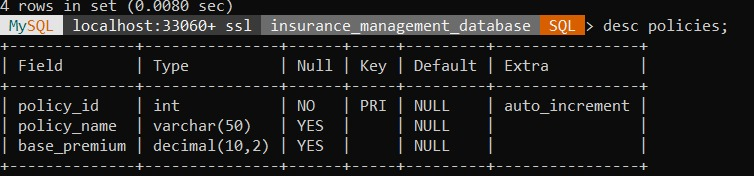 4 rows in set (0.0080 sec)
MySQL  localhost:33060+ ssl  insurance_management_database  SQL > desc policies;
+--------------+---------------+------+-----+---------+----------------+
| Field        | Type          | Null | Key | Default | Extra          |
+--------------+---------------+------+-----+---------+----------------+
| policy_id    | int           | NO   | PRI | NULL    | auto_increment |
| policy_name  | varchar(50)   | YES  |     | NULL    |                |
| base_premium | decimal(10,2) | YES  |     | NULL    |                |
+--------------+---------------+------+-----+---------+----------------+